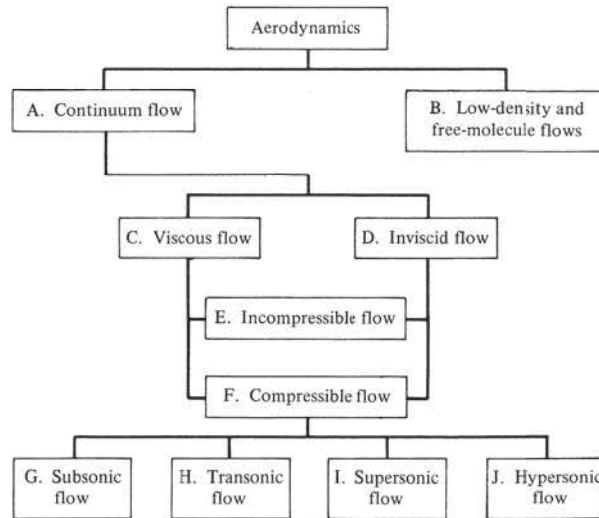 Aerodynamics
A. Continuum flow
B. Low-density and
free-molecule flows
C. Viscous flow
D. Inviscid flow
E. Incompressible flow
F. Compressible flow
G. Subsonic
flow
H. Transonic
flow
I. Supersonic
flow
J. Hypersonic
flow